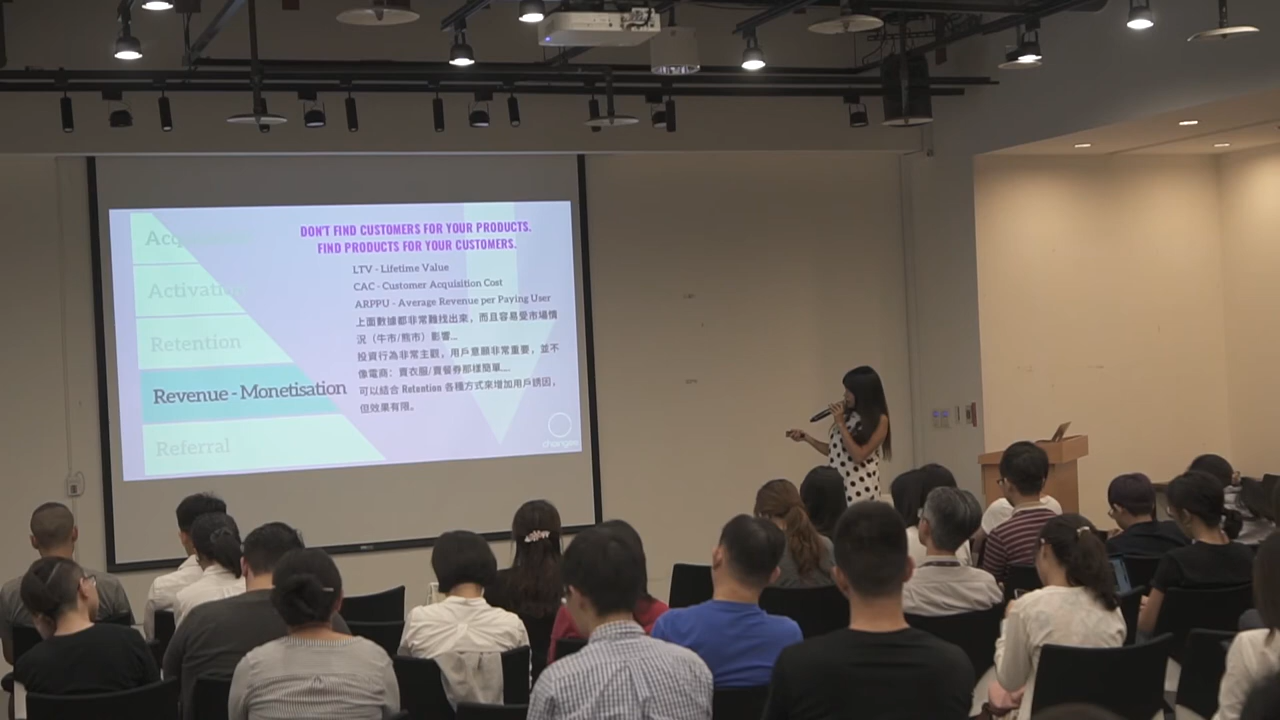 DON'T FIND CUSTOMERS FOR YOUR PRODUCTS.
FIND PRODUCTS FOR YOUR CUSTOMERS.
LTV - Lifetime Value
CAC - Customer Acquisition Cost
ARPPU - Average Revenue per Paying User
上面數據都非常難找出來，而且容易受市場情
況（牛市/熊市）影響...
投資行為非常主觀，用戶意願非常重要，並不
像電商：賣衣服/賣餐券那樣簡單....
可以結合 Retention 各種方式來增加用戶誘因，
但效果有限。
Activation
Retention
Revenue - Monetisation
Referral
changee